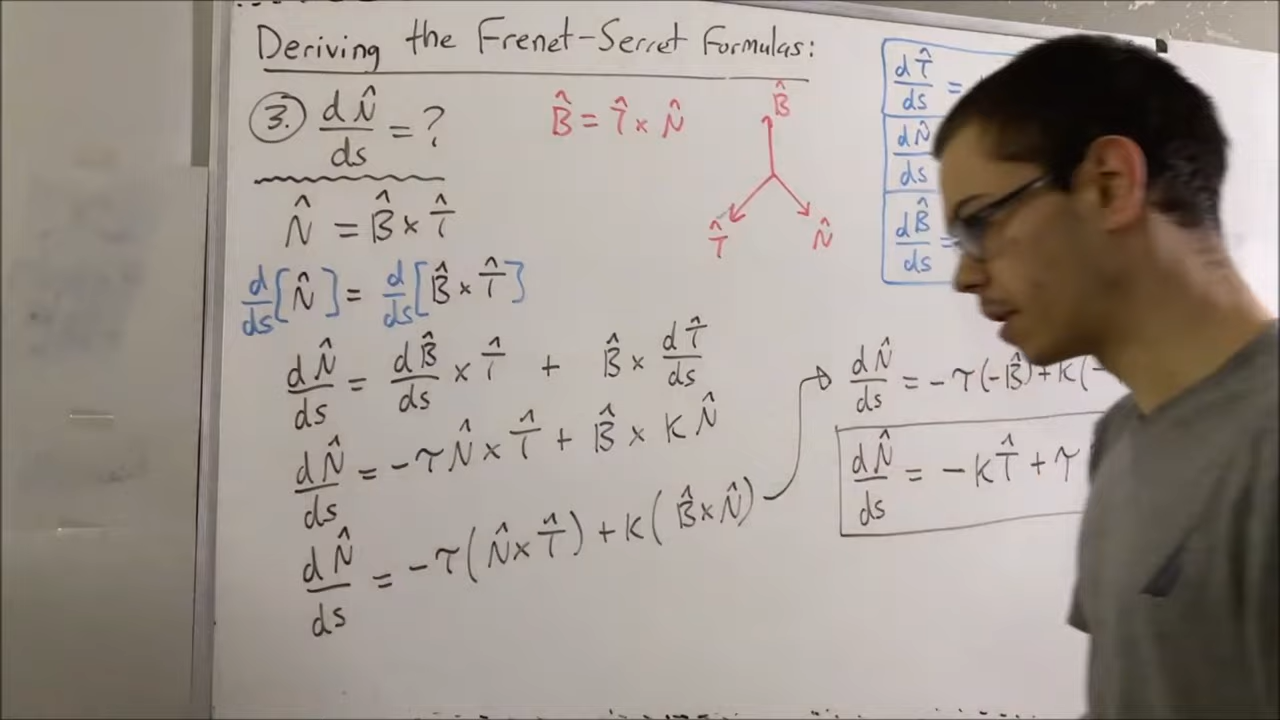 Deriving the Frenet-Serret Formulas:
3. dN̂/ds = ?
B̂ = T̂ × N̂
B̂
T̂
N̂
N̂ = B̂ × T̂
d/ds[N̂] = d/ds[B̂ × T̂]
dN̂/ds = dB̂/ds × T̂ + B̂ × dT̂/ds
dN̂/ds = -τN̂ × T̂ + B̂ × κN̂
dN̂/ds = -τ(N̂ × T̂) + κ(B̂ × N̂)
dT̂/ds =
dN̂/ds
dB̂/ds =
dN̂/ds = -τ(-B̂) + κ(-
dN̂/ds = -κT̂ + τ